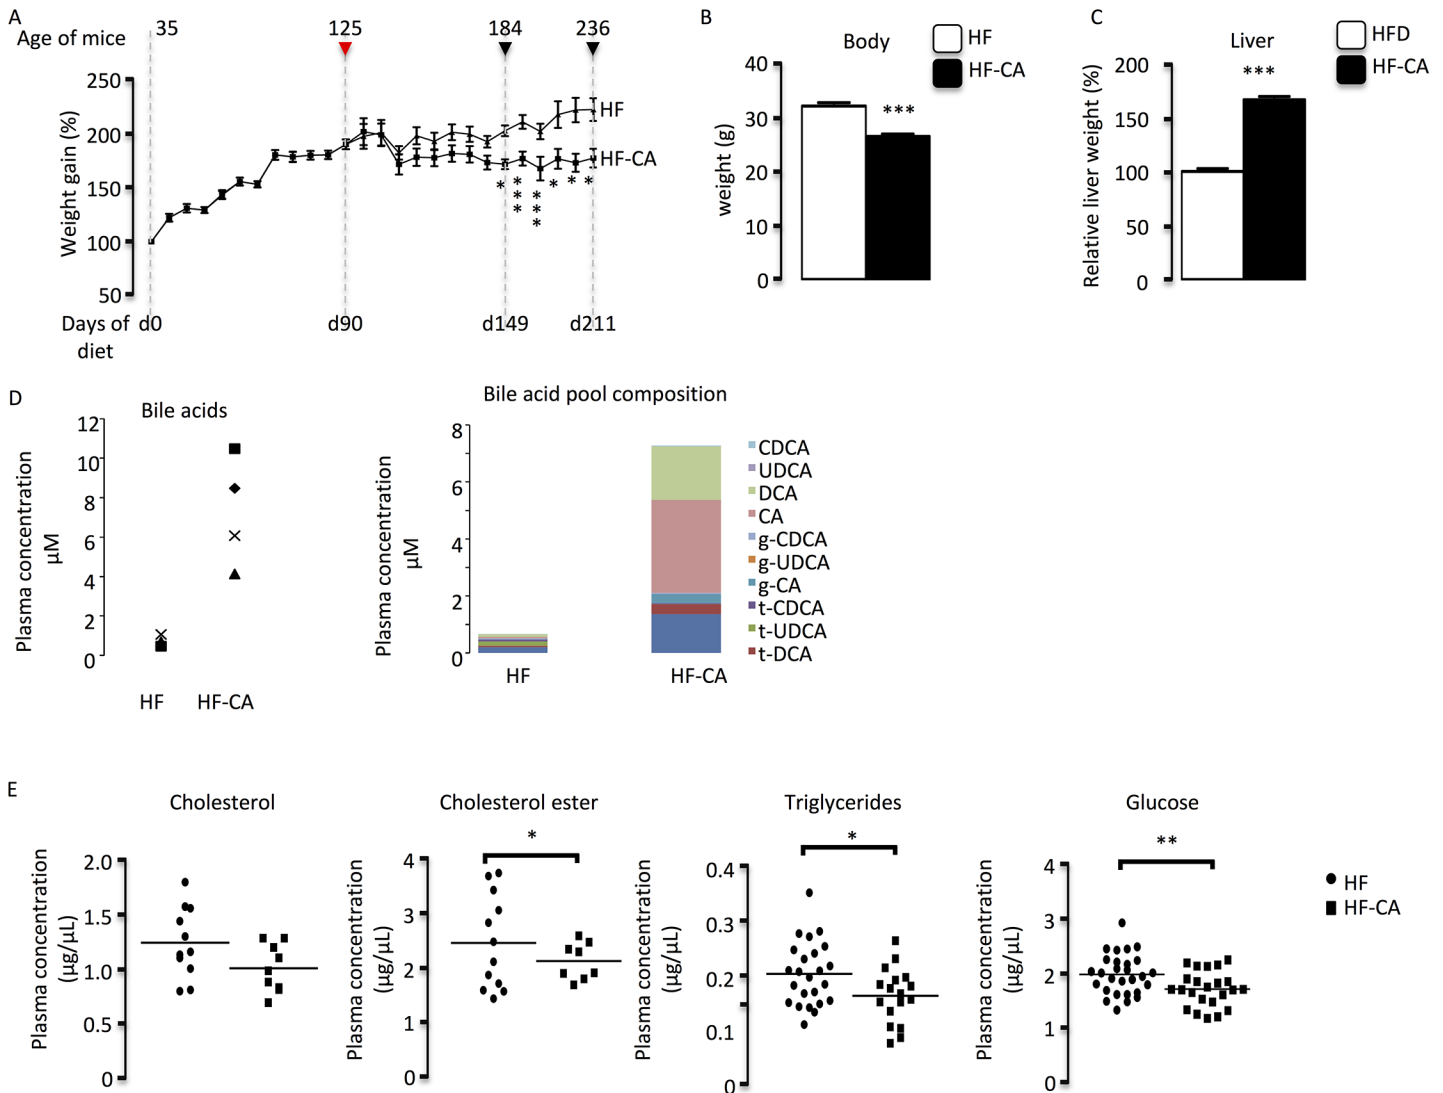 A
Age of mice
35
125
184
236
250
200
150
100
50
Weight gain (%)
HF
HF-CA
*
***
***
*
*
*
Days of
diet
d0
d90
d149
d211
B
Body
HF
HF-CA
40
30
20
10
0
weight (g)
***
C
Liver
HFD
HF-CA
200
150
100
50
0
Relative liver weight (%)
***
D
Bile acids
12
10
8
6
4
2
0
Plasma concentration
µM
HF
HF-CA
Bile acid pool composition
8
6
4
2
0
Plasma concentration
µM
HF
HF-CA
CDCA
UDCA
DCA
CA
g-CDCA
g-UDCA
g-CA
t-CDCA
t-UDCA
t-DCA
E
Cholesterol
2.0
1.5
1.0
0.5
0
Plasma concentration
(µg/µL)
Cholesterol ester
*
4
3
2
1
0
Plasma concentration
(µg/µL)
Triglycerides
*
0.4
0.3
0.2
0.1
0
Plasma concentration
(µg/µL)
Glucose
**
4
3
2
1
0
Plasma concentration
(µg/µL)
HF
HF-CA